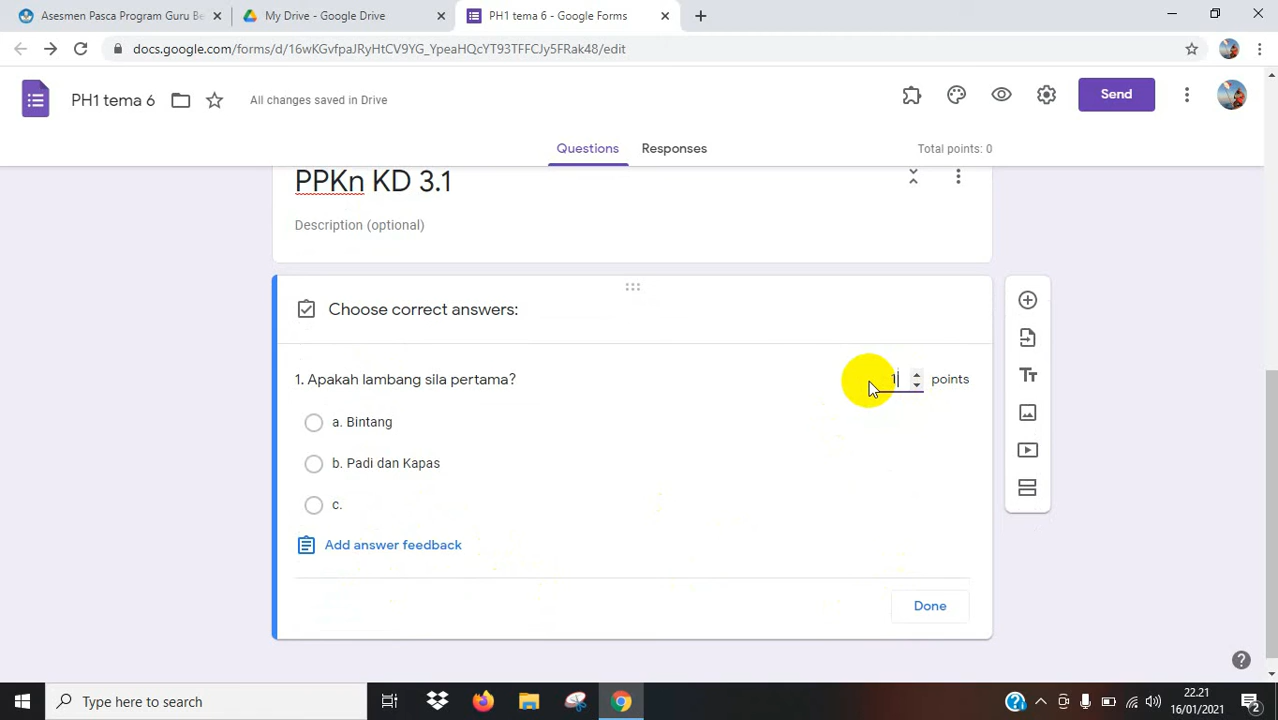 Asesmen Pasca Program Guru Be
My Drive - Google Drive
PH1 tema 6 - Google Forms
docs.google.com/forms/d/16wKGvfpaJRyHtCV9YG_YpeaHQcYT93TFFCJy5FRak48/edit
PH1 tema 6
All changes saved in Drive
Send
Questions
Responses
Total points: 0
PPKn KD 3.1
Description (optional)
Choose correct answers:
1. Apakah lambang sila pertama?
1 points
a. Bintang
b. Padi dan Kapas
c.
Add answer feedback
Done
Type here to search
22.21
16/01/2021
2